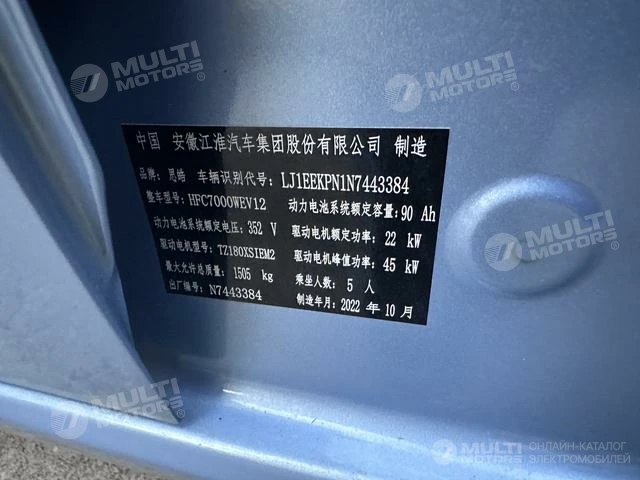 MULTI MOTORS
MULTI MOTORS
中国 安徽江淮汽车集团股份有限公司 制造
品牌: 思皓 车辆识别代号: LJ1EEKPN1N7443384
整车型号: HFC7000WEV12 动力电池系统额定容量: 90 Ah
动力电池系统额定电压: 352 V 驱动电机额定功率: 22 kW
驱动电机型号: TZ180XSIEM2 驱动电机峰值功率: 45 kW
最大允许总质量: 1505 kg 乘坐人数: 5 人
出厂编号: N7443384 制造年月: 2022 年 10 月
MULTI MOTORS
MULTI MOTORS
MULTI MOTORS
ОНЛАЙН-КАТАЛОГ
ЭЛЕКТРОМОБИЛЕЙ